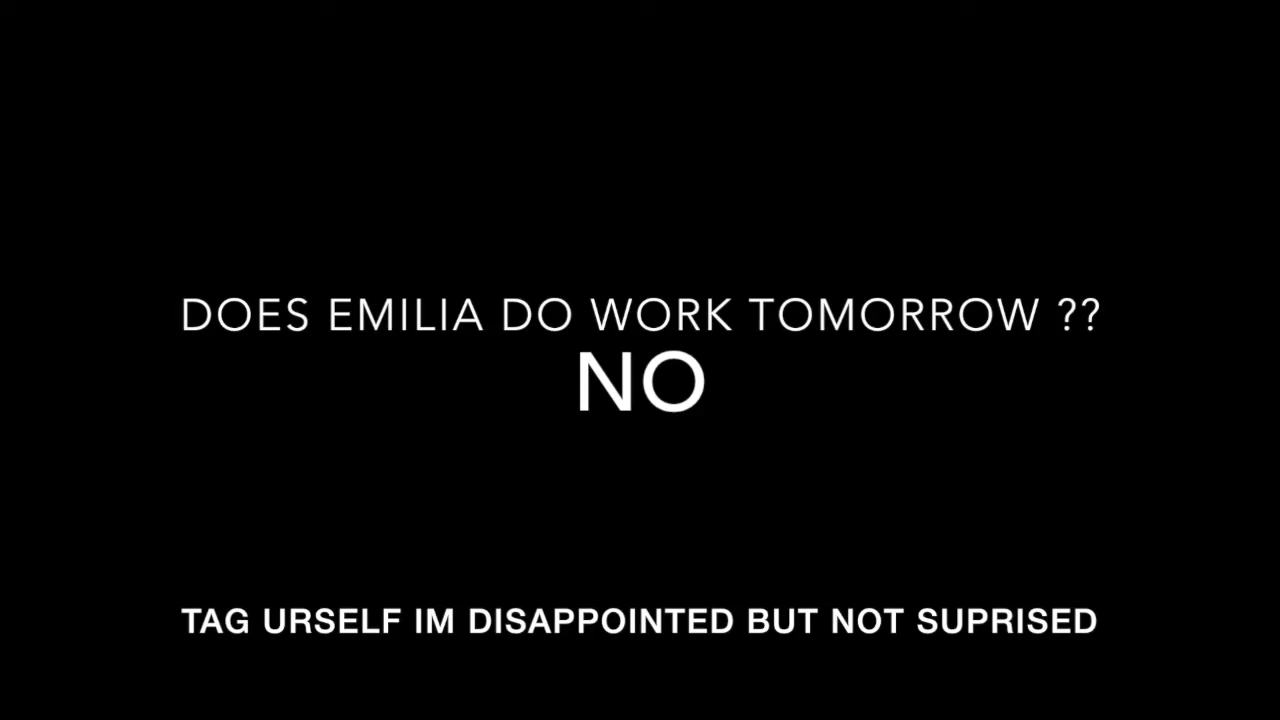 DOES EMILIA DO WORK TOMORROW ??
NO
TAG URSELF IM DISAPPOINTED BUT NOT SUPRISED